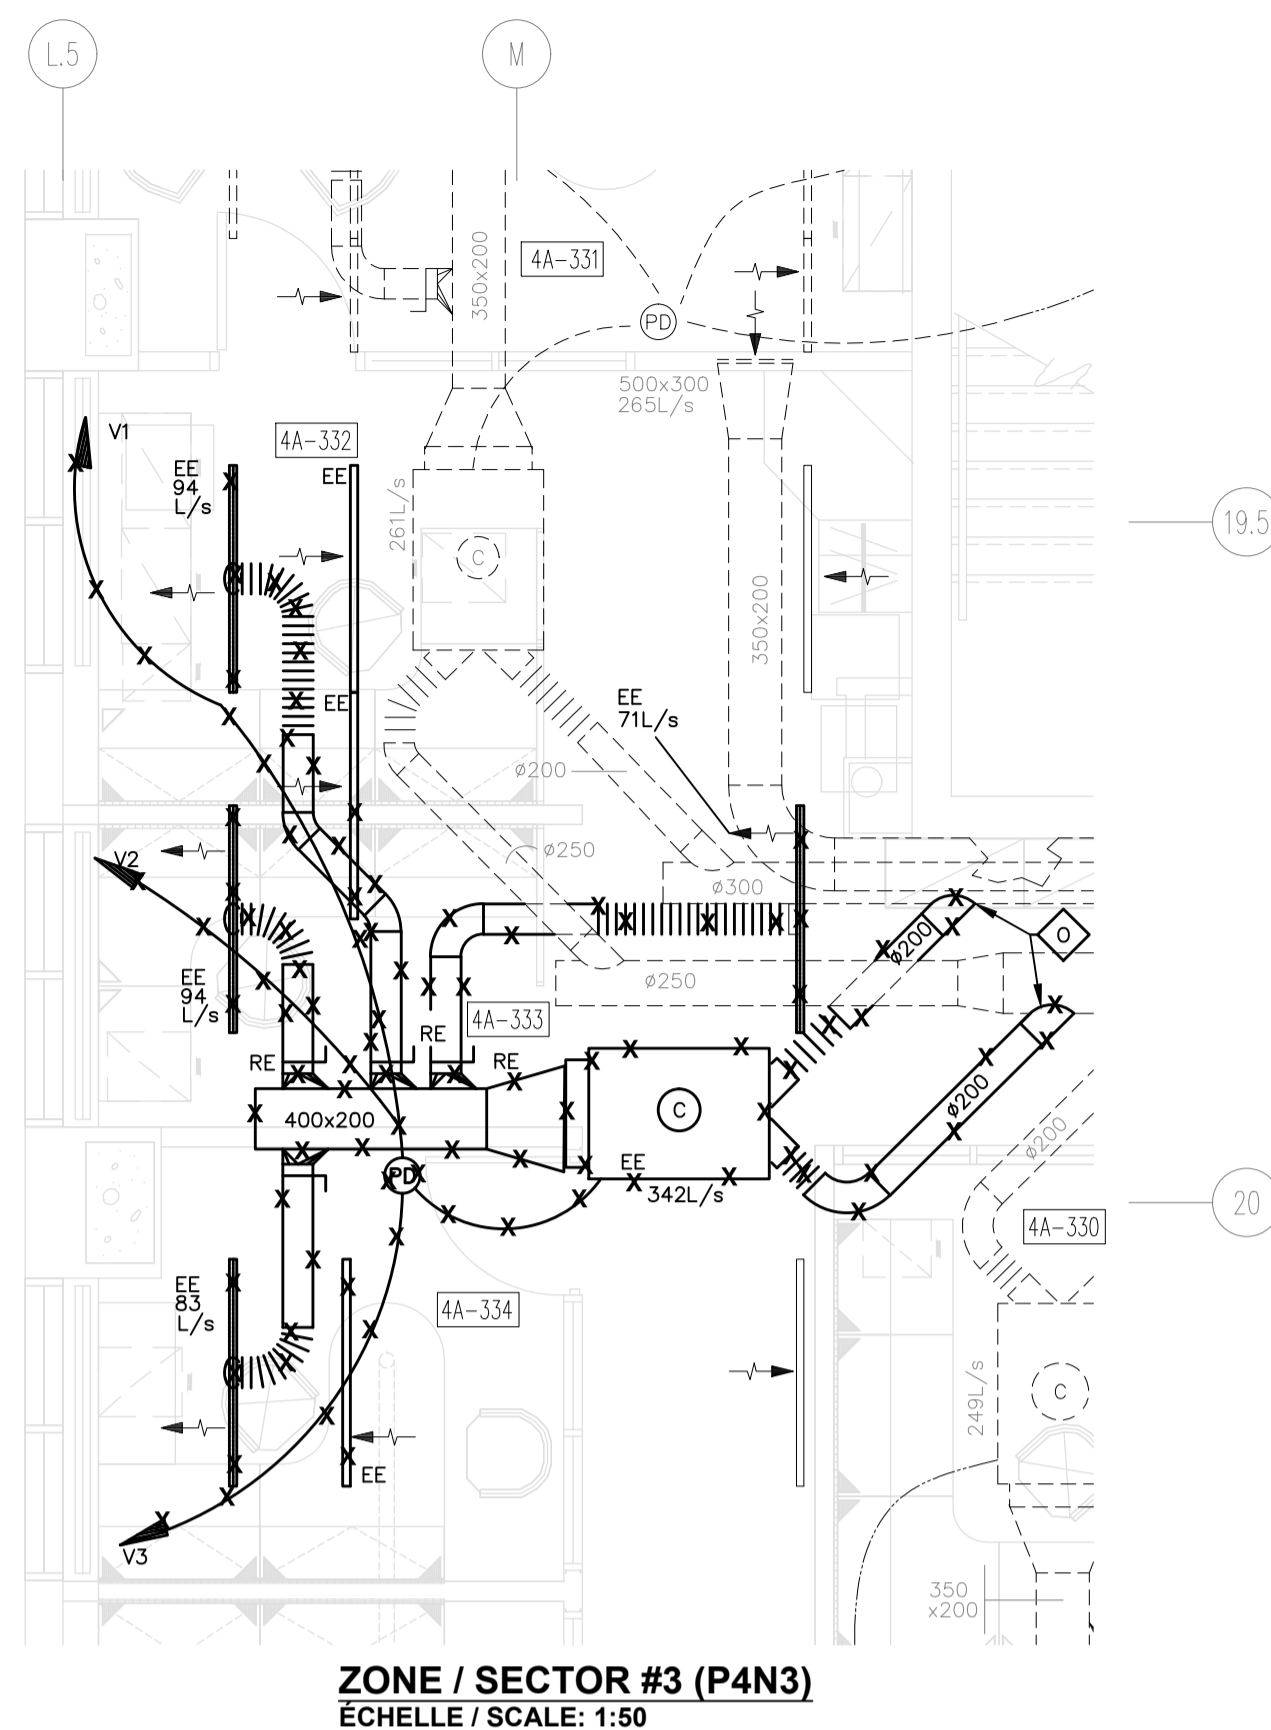 L.5
M
4A-331
350x200
PD
500x300
265L/s
V1
4A-332
EE
94
L/s
EE
261L/s
C
19.5
350x200
EE
EE
71L/s
ø200
ø250
V2
ø300
O
ø200
EE
94
L/s
ø250
4A-333
RE
RE
RE
400x200
C
ø200
ø200
PD
EE
342L/s
20
4A-330
EE
83
L/s
4A-334
249L/s
C
EE
V3
350
x200
ZONE / SECTOR #3 (P4N3)
ÉCHELLE / SCALE: 1:50